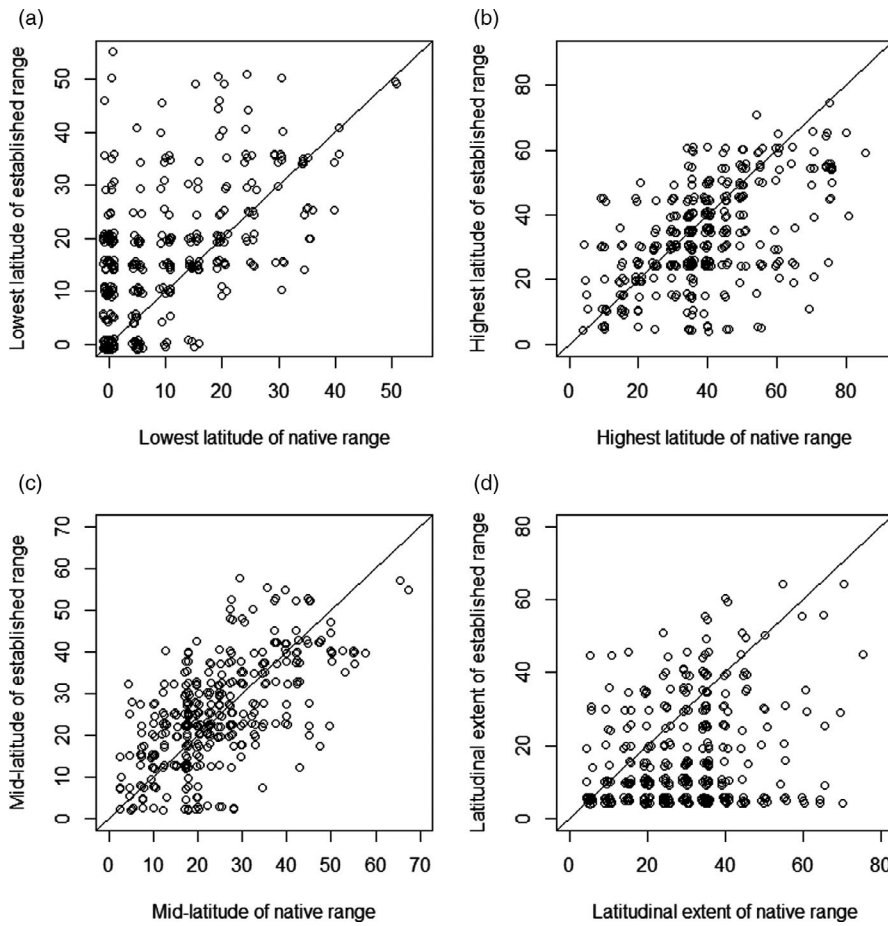 (a)
Lowest latitude of established range
0 10 20 30 40 50
0 10 20 30 40 50
Lowest latitude of native range
(b)
Highest latitude of established range
0 20 40 60 80
0 20 40 60 80
Highest latitude of native range
(c)
Mid-latitude of established range
0 10 20 30 40 50 60 70
0 10 20 30 40 50 60 70
Mid-latitude of native range
(d)
Latitudinal extent of established range
0 20 40 60 80
0 20 40 60 80
Latitudinal extent of native range